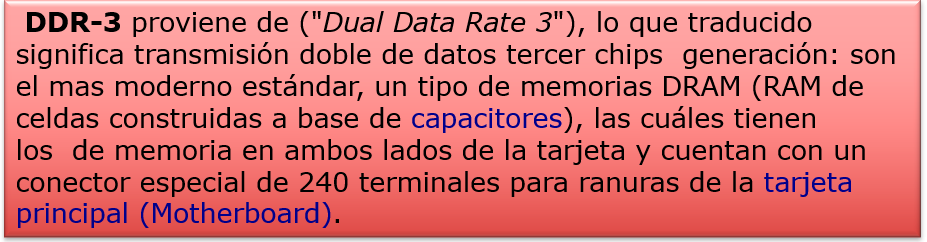 DDR-3 proviene de ("Dual Data Rate 3"), lo que traducido
significa transmisión doble de datos tercer chips  generación: son
el mas moderno estándar, un tipo de memorias DRAM (RAM de
celdas construidas a base de capacitores), las cuáles tienen
los  de memoria en ambos lados de la tarjeta y cuentan con un
conector especial de 240 terminales para ranuras de la tarjeta
principal (Motherboard).